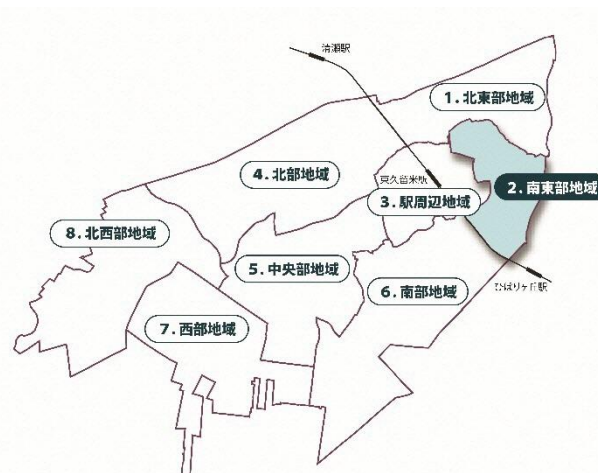 清瀬駅
1.北東部地域
4.北部地域
東久留米駅
2.南東部地域
3.駅周辺地域
8.北西部地域
5.中央部地域
6.南部地域
ひばりヶ丘駅
7.西部地域